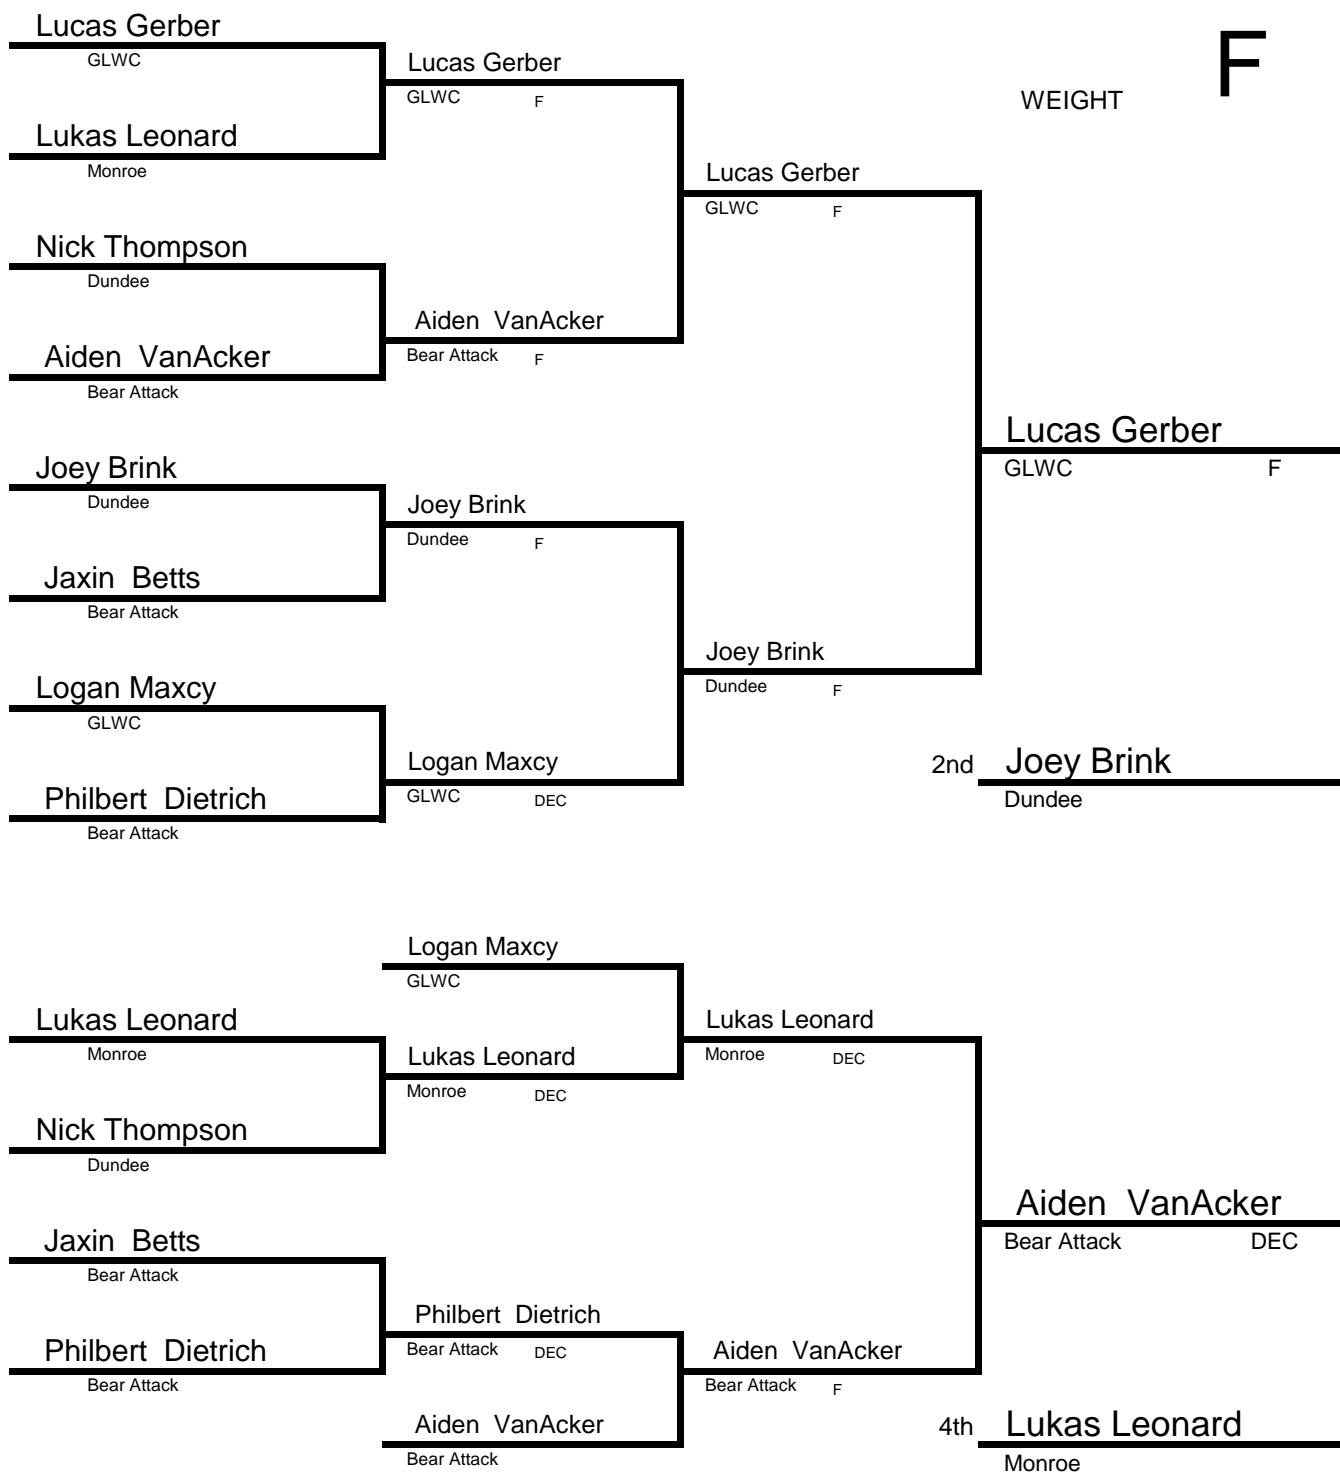 Lucas Gerber
GLWC
Lucas Gerber
GLWC F
F
WEIGHT
Lukas Leonard
Monroe
Lucas Gerber
GLWC F
Nick Thompson
Dundee
Aiden VanAcker
Bear Attack F
Aiden VanAcker
Bear Attack
Lucas Gerber
GLWC F
Joey Brink
Dundee
Joey Brink
Dundee F
Jaxin Betts
Bear Attack
Joey Brink
Dundee F
Logan Maxcy
GLWC
Logan Maxcy
GLWC DEC
2nd Joey Brink
Dundee
Philbert Dietrich
Bear Attack
Logan Maxcy
GLWC
Lukas Leonard
Monroe
Lukas Leonard
Monroe DEC
Lukas Leonard
Monroe DEC
Nick Thompson
Dundee
Aiden VanAcker
Bear Attack DEC
Jaxin Betts
Bear Attack
Philbert Dietrich
Bear Attack DEC
Philbert Dietrich
Bear Attack
Aiden VanAcker
Bear Attack F
Aiden VanAcker
Bear Attack
4th Lukas Leonard
Monroe